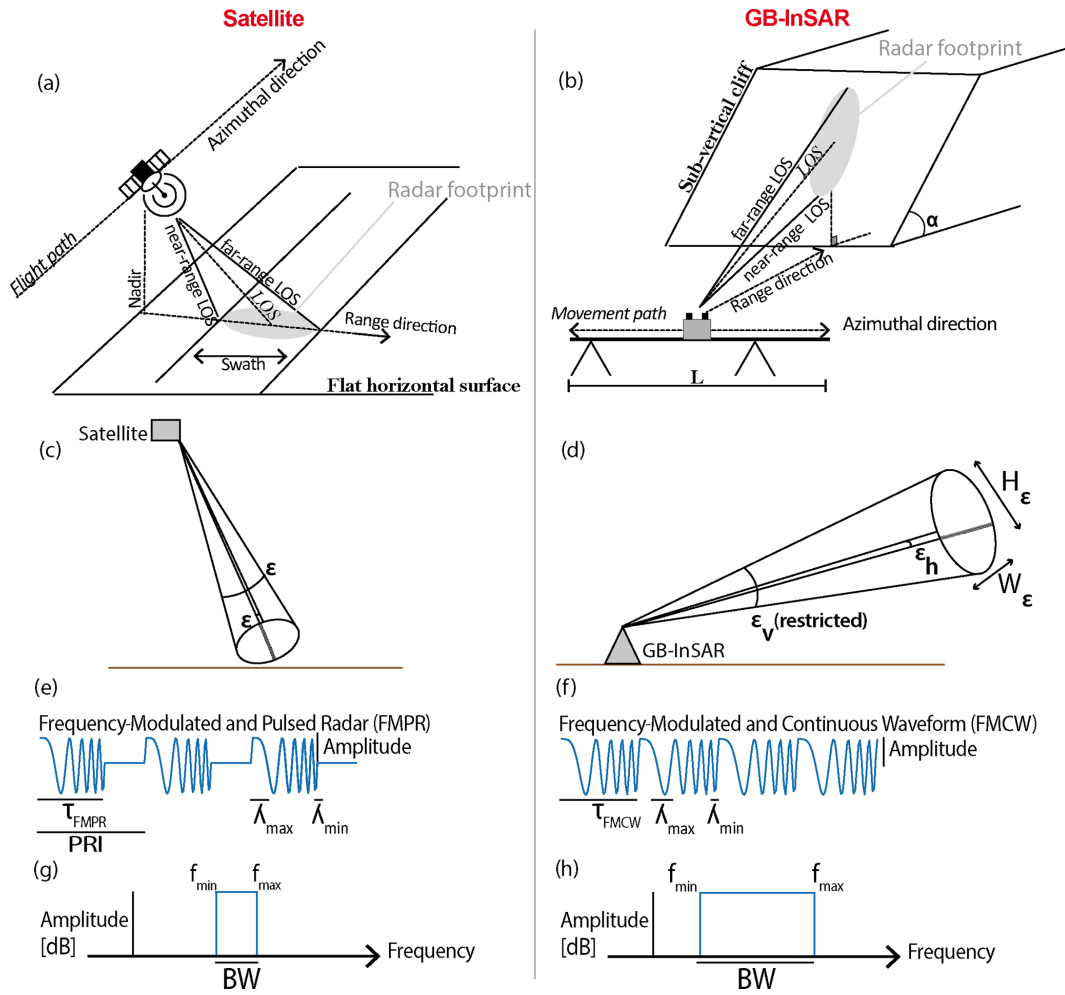 Satellite
GB-InSAR
(a)
Azimuthal direction
Radar footprint
Flight path
Nadir
near-range LOS
far-range LOS
LOS
Range direction
Swath
Flat horizontal surface
(b)
Radar footprint
Sub-vertical cliff
far-range LOS
LOS
near-range LOS
Range direction
α
Movement path
Azimuthal direction
L
(c)
Satellite
ε
ε
(d)
Hε
εh
Wε
εv (restricted)
GB-InSAR
(e)
Frequency-Modulated and Pulsed Radar (FMPR)
Amplitude
τFMPR
λmax
λmin
PRI
(f)
Frequency-Modulated and Continuous Waveform (FMCW)
Amplitude
τFMCW
λmax
λmin
(g)
fmin
fmax
Amplitude
[dB]
Frequency
BW
(h)
fmin
fmax
Amplitude
[dB]
Frequency
BW